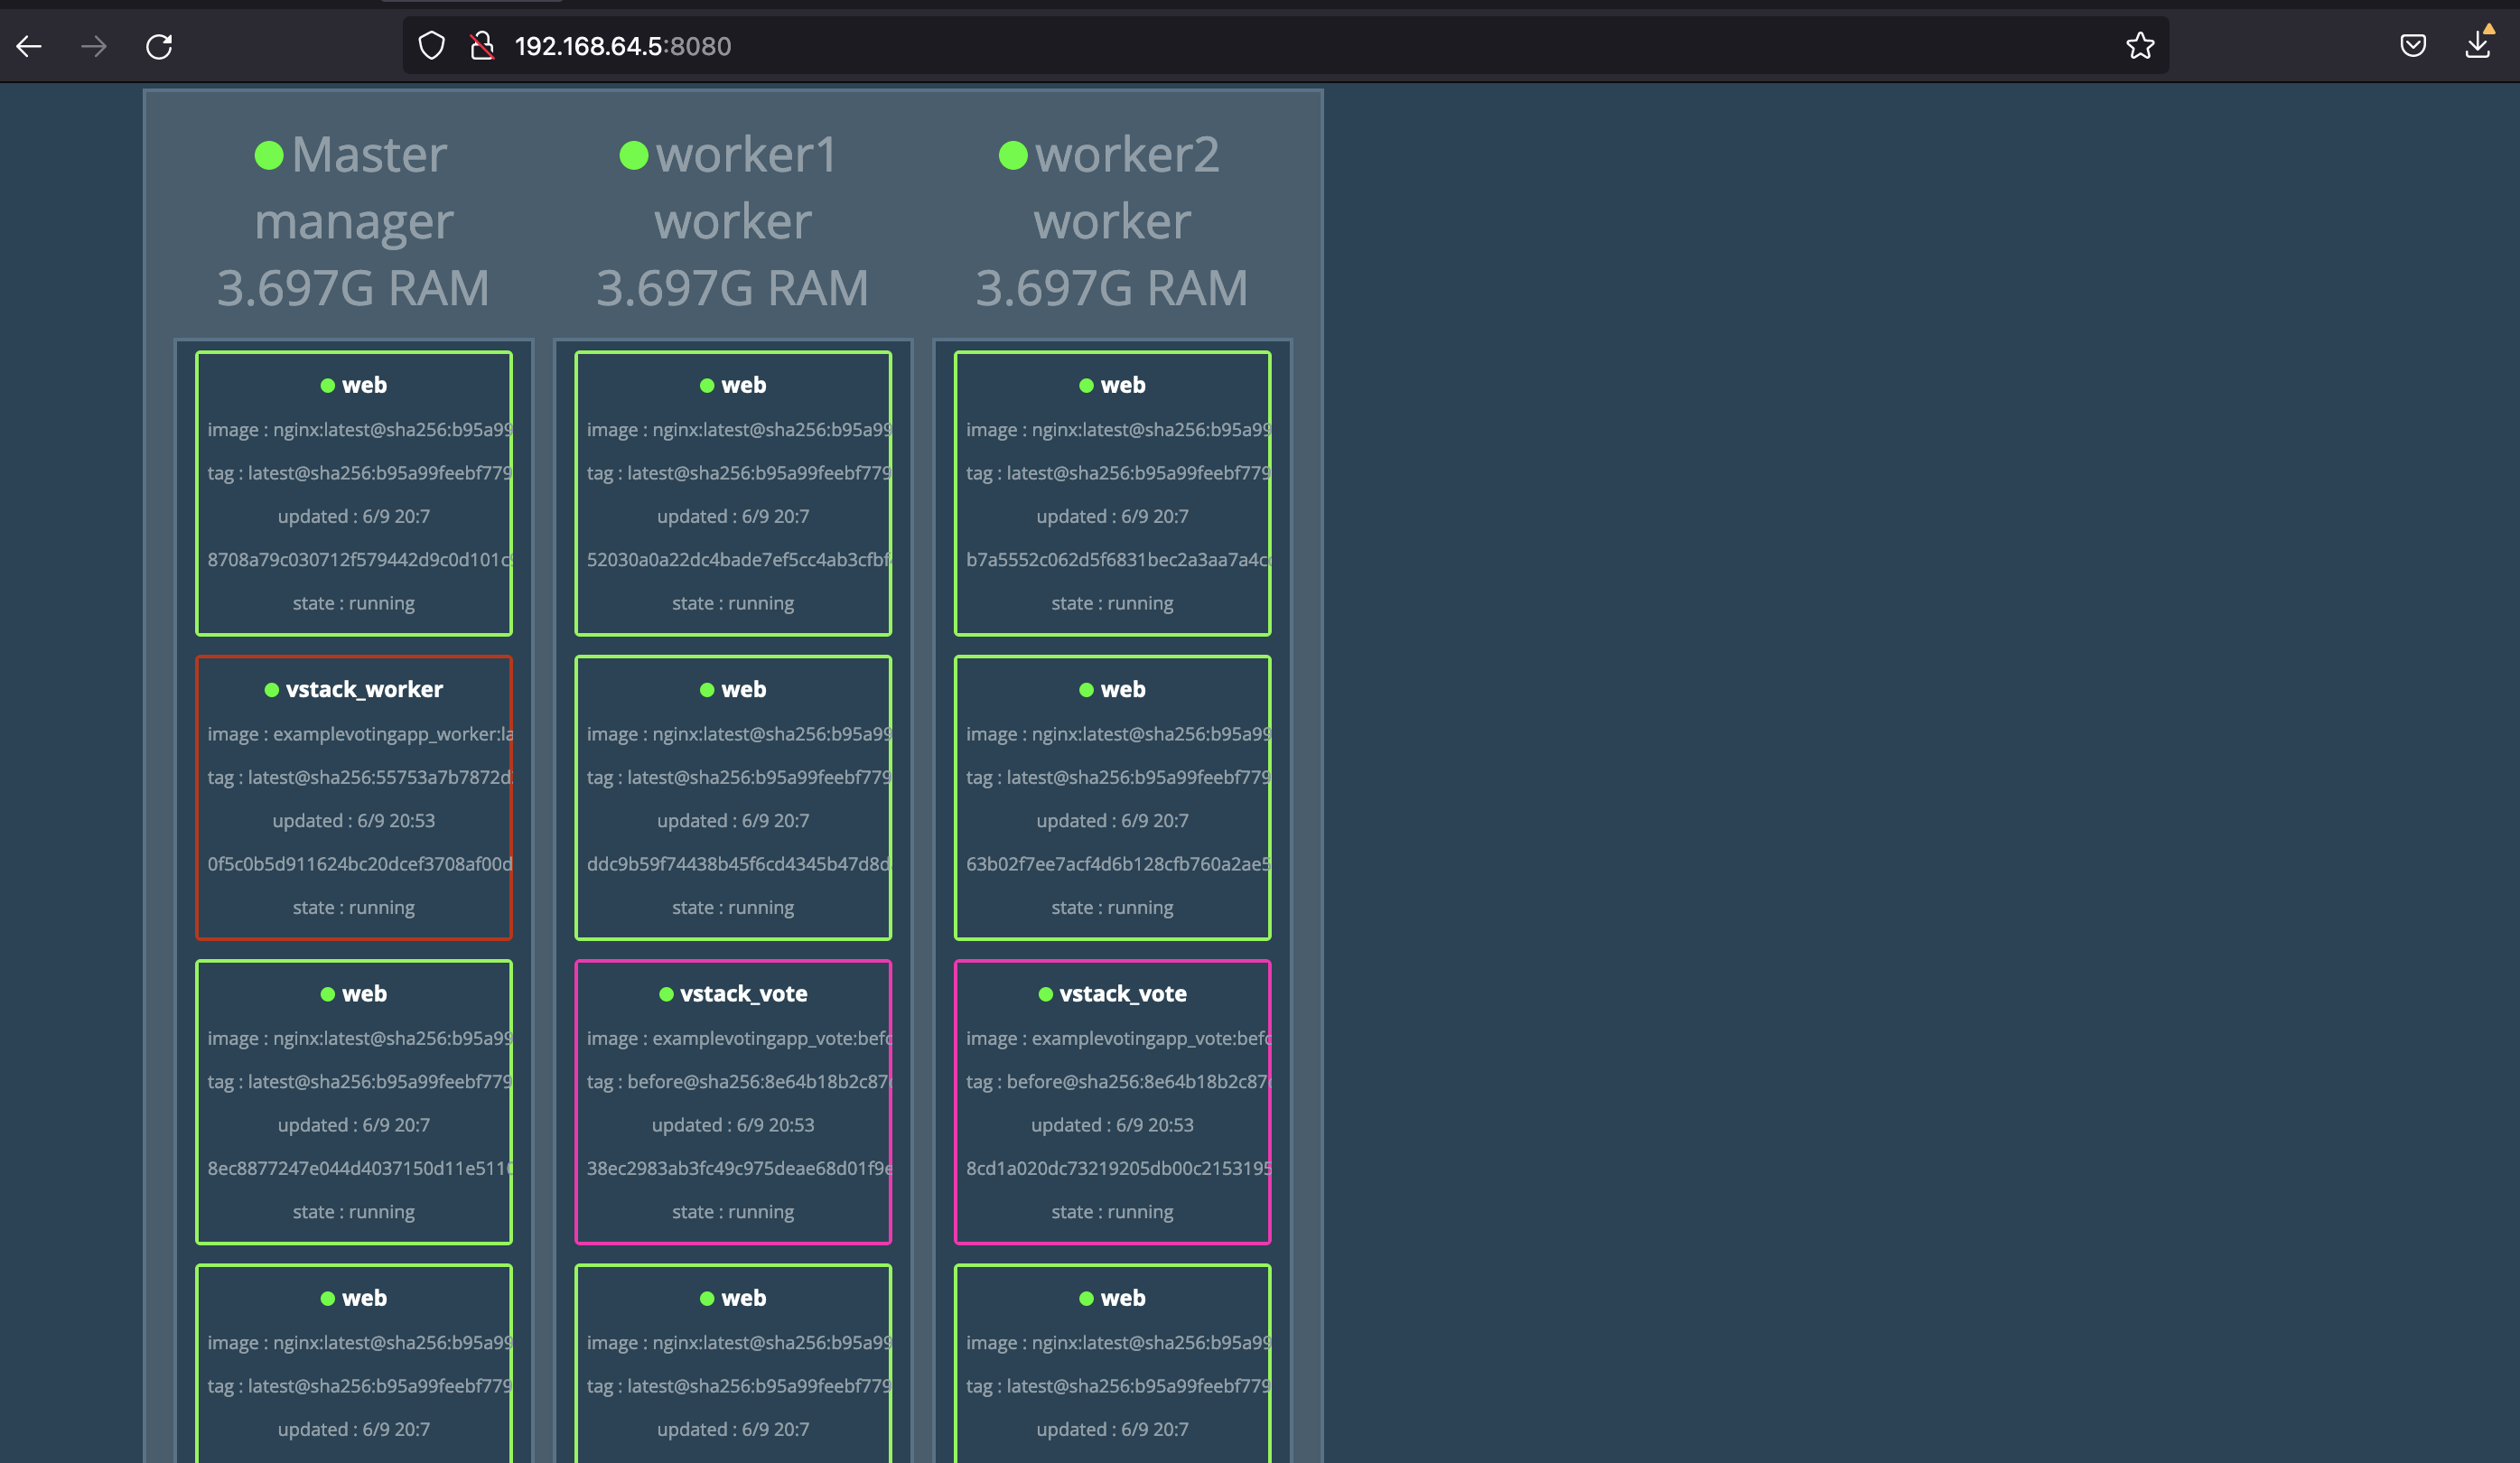 192.168.64.5:8080
Master
manager
3.697G RAM
web
image : nginx:latest@sha256:b95a99
tag : latest@sha256:b95a99feebf779
updated : 6/9 20:7
8708a79c030712f579442d9c0d101c
state : running
vstack_worker
image : examplevotingapp_worker:la
tag : latest@sha256:55753a7b7872d
updated : 6/9 20:53
0f5c0b5d911624bc20dcef3708af00d
state : running
web
image : nginx:latest@sha256:b95a99
tag : latest@sha256:b95a99feebf779
updated : 6/9 20:7
8ec8877247e044d4037150d11e511
state : running
web
image : nginx:latest@sha256:b95a99
tag : latest@sha256:b95a99feebf779
updated : 6/9 20:7
worker1
worker
3.697G RAM
web
image : nginx:latest@sha256:b95a99
tag : latest@sha256:b95a99feebf779
updated : 6/9 20:7
52030a0a22dc4bade7ef5cc4ab3cfbf
state : running
web
image : nginx:latest@sha256:b95a99
tag : latest@sha256:b95a99feebf779
updated : 6/9 20:7
ddc9b59f74438b45f6cd4345b47d8d
state : running
vstack_vote
image : examplevotingapp_vote:befo
tag : before@sha256:8e64b18b2c87
updated : 6/9 20:53
38ec2983ab3fc49c975deae68d01f9e
state : running
web
image : nginx:latest@sha256:b95a99
tag : latest@sha256:b95a99feebf779
updated : 6/9 20:7
worker2
worker
3.697G RAM
web
image : nginx:latest@sha256:b95a99
tag : latest@sha256:b95a99feebf779
updated : 6/9 20:7
b7a5552c062d5f6831bec2a3aa7a4c
state : running
web
image : nginx:latest@sha256:b95a99
tag : latest@sha256:b95a99feebf779
updated : 6/9 20:7
63b02f7ee7acf4d6b128cfb760a2ae5
state : running
vstack_vote
image : examplevotingapp_vote:befo
tag : before@sha256:8e64b18b2c87
updated : 6/9 20:53
8cd1a020dc73219205db00c2153195
state : running
web
image : nginx:latest@sha256:b95a99
tag : latest@sha256:b95a99feebf779
updated : 6/9 20:7